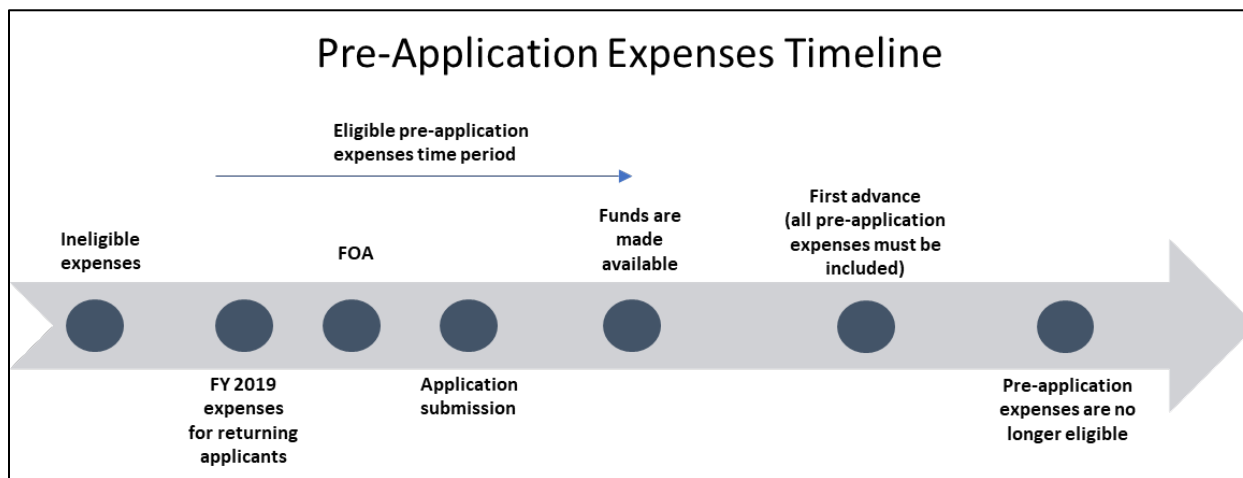 Pre-Application Expenses Timeline
Eligible pre-application
expenses time period
Ineligible
expenses
FOA
Funds are
made
available
First advance
(all pre-application
expenses must be
included)
FY 2019
expenses
for returning
applicants
Application
submission
Pre-application
expenses are no
longer eligible